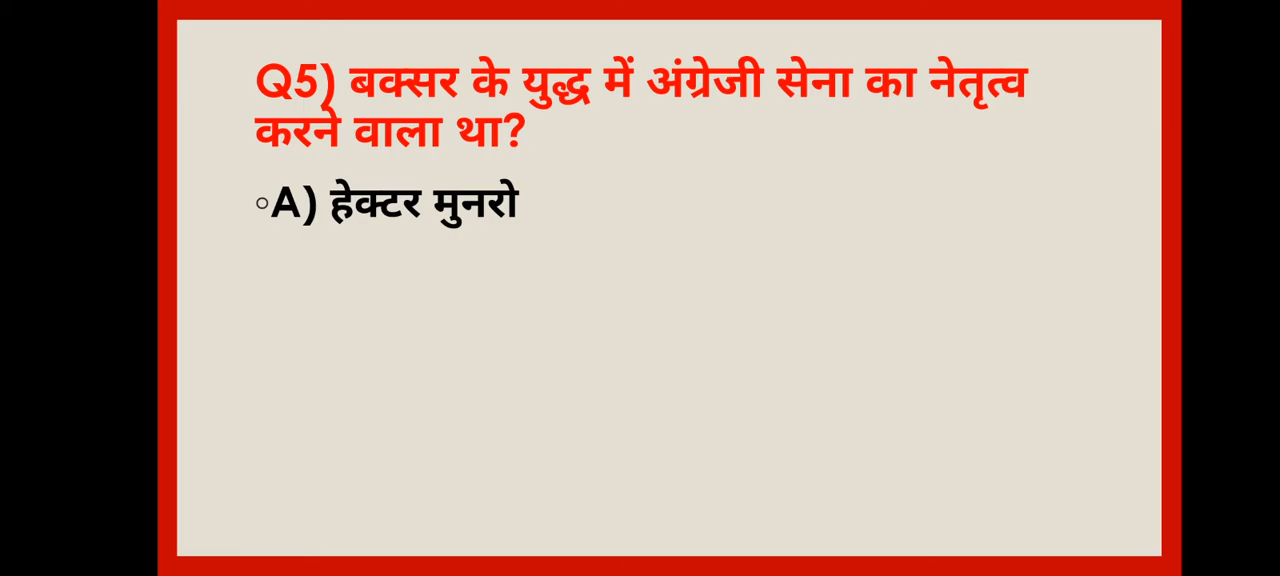 Q5) बक्सर के युद्ध में अंग्रेजी सेना का नेतृत्व
करने वाला था?
◦A) हेक्टर मुनरो